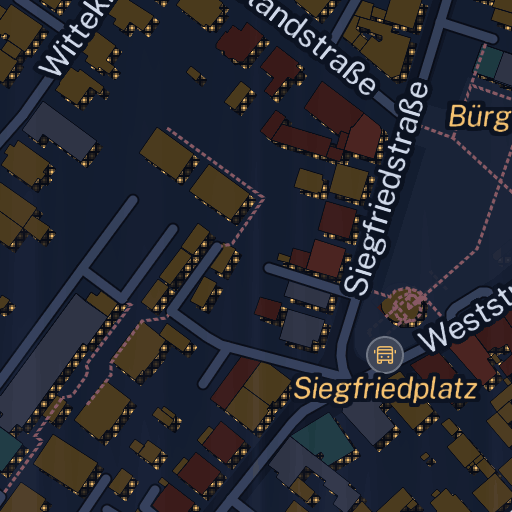 Wittek
landstraße
Bürg
Siegfriedstraße
Weststr
Siegfriedplatz